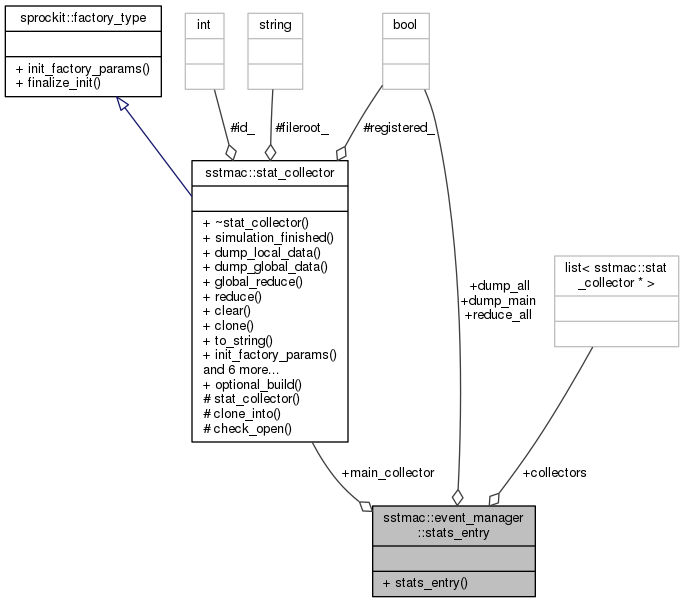 sprockit::factory_type
+ init_factory_params()
+ finalize_init()
int
string
bool
#id_
#fileroot_
#registered_
sstmac::stat_collector
+ ~stat_collector()
+ simulation_finished()
+ dump_local_data()
+ dump_global_data()
+ global_reduce()
+ reduce()
+ clear()
+ clone()
+ to_string()
+ init_factory_params()
and 6 more...
+ optional_build()
# stat_collector()
# clone_into()
# check_open()
+dump_all
+dump_main
+reduce_all
list< sstmac::stat
_collector * >
+main_collector
+collectors
sstmac::event_manager
::stats_entry
+ stats_entry()